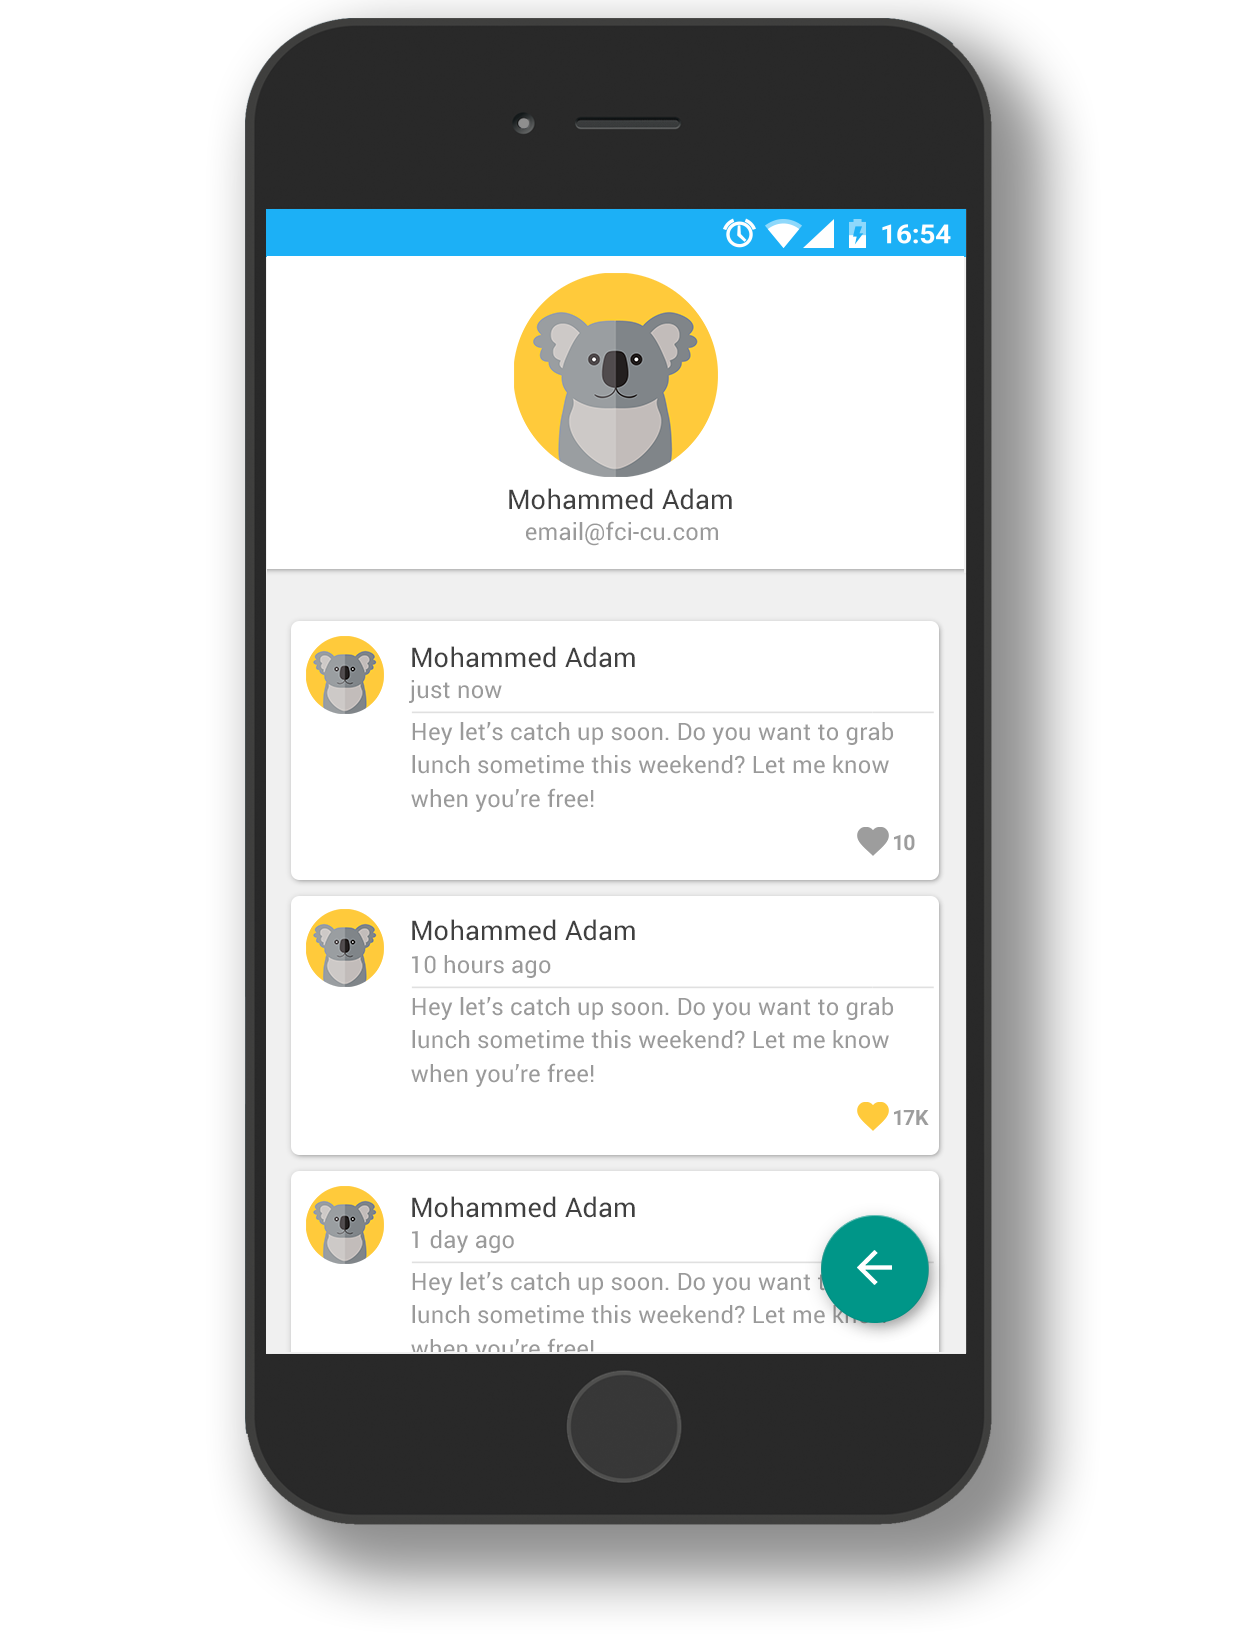 16:54
Mohammed Adam
email@fci-cu.com
Mohammed Adam
just now
Hey let’s catch up soon. Do you want to grab
lunch sometime this weekend? Let me know
when you’re free!
10
Mohammed Adam
10 hours ago
Hey let’s catch up soon. Do you want to grab
lunch sometime this weekend? Let me know
when you’re free!
17K
Mohammed Adam
1 day ago
Hey let’s catch up soon. Do you want
lunch sometime this weekend? Let me
when you’re free!